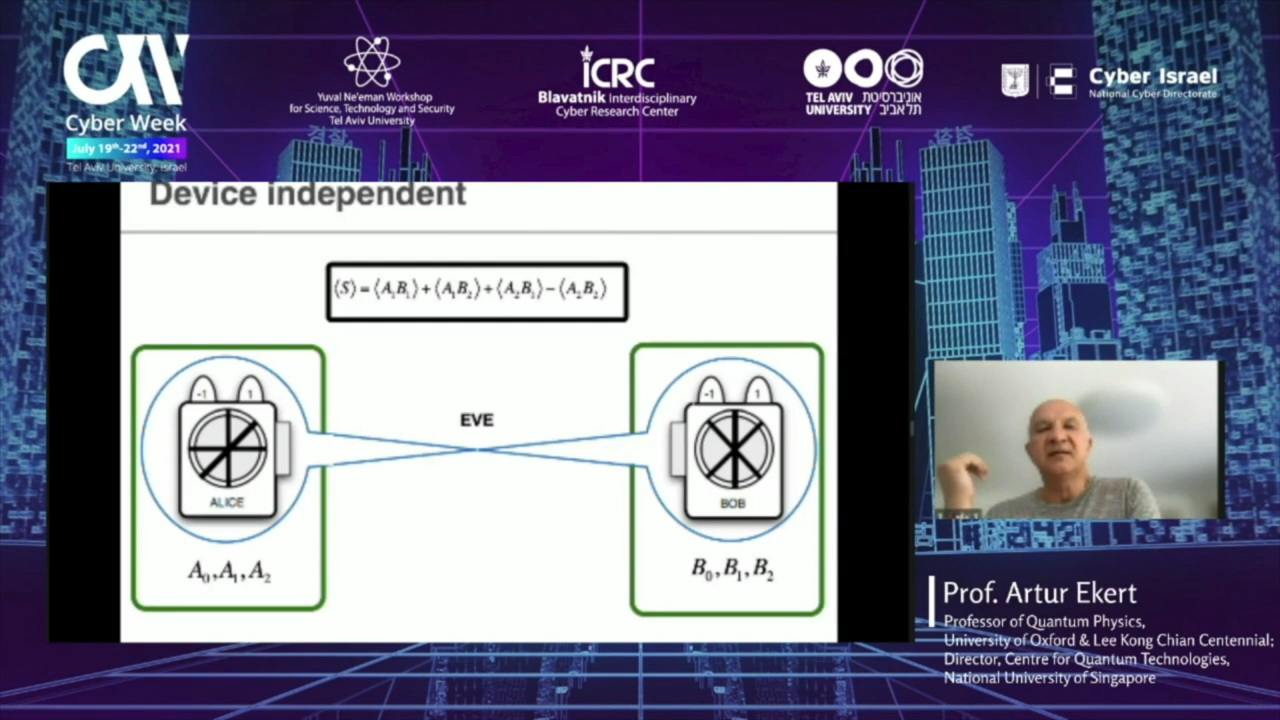 Cyber Week
July 19th-22nd, 2021
Tel Aviv University, Israel
Yuval Ne'eman Workshop
for Science, Technology and Security
Tel Aviv University
ICRC
Blavatnik Interdisciplinary
Cyber Research Center
TEL AVIV אוניברסיטת
UNIVERSITY תל אביב
Cyber Israel
National Cyber Directorate
Device independent
⟨S⟩ = ⟨A₁B₁⟩ + ⟨A₁B₂⟩ + ⟨A₂B₁⟩ − ⟨A₂B₂⟩
-1 1
ALICE
A₀, A₁, A₂
EVE
-1 1
BOB
B₀, B₁, B₂
Prof. Artur Ekert
Professor of Quantum Physics,
University of Oxford & Lee Kong Chian Centennial;
Director, Centre for Quantum Technologies,
National University of Singapore